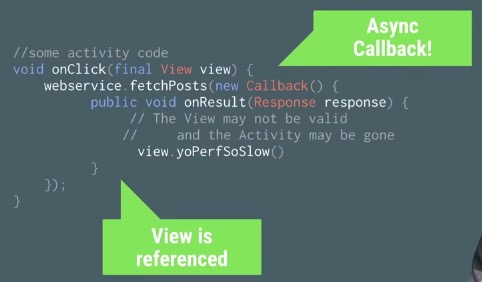 Async
Callback!
//some activity code
void onClick(final View view) {
webservice.fetchPosts(new Callback() {
public void onResult(Response response) {
// The View may not be valid
// and the Activity may be gone
view.yoPerfSoSlow()
}
});
}
View is
referenced